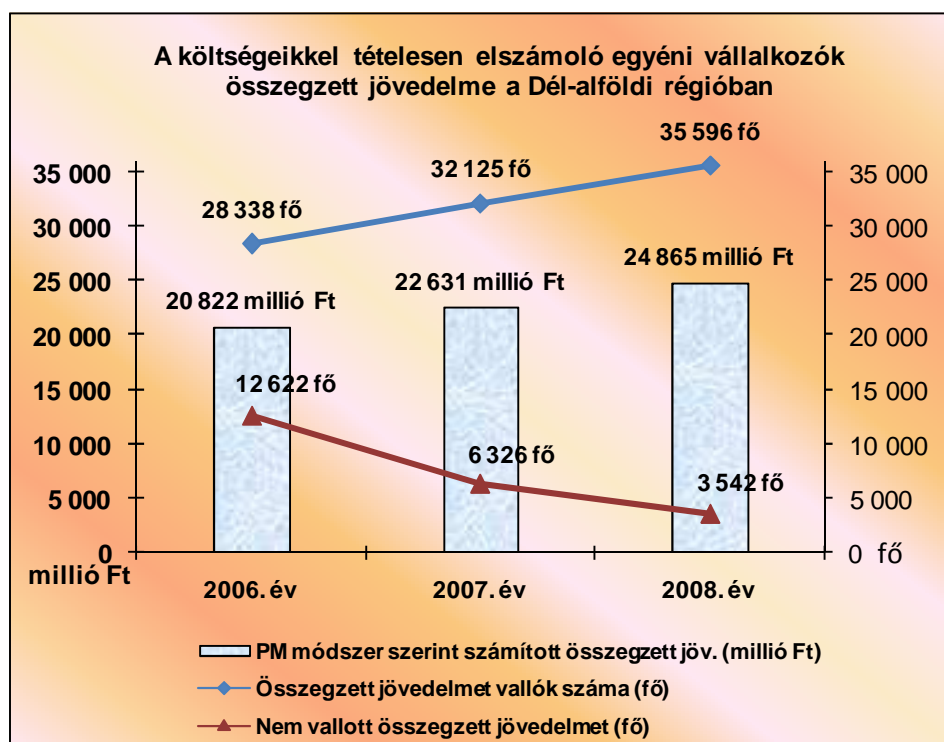 A költségeikkel tételesen elszámoló egyéni vállalkozók
összegzett jövedelme a Dél-alföldi régióban
35 596 fő
35 000 32 125 fő 35 000
28 338 fő
30 000 30 000
24 865 millió Ft
22 631 millió Ft
25 000 20 822 millió Ft 25 000
20 000 20 000
15 000 12 622 fő 15 000
10 000 10 000
6 326 fő
3 542 fő
5 000 5 000
0 0 fő
millió Ft
2006. év 2007. év 2008. év
PM módszer szerint számított összegzett jöv. (millió Ft)
Összegzett jövedelmet vallók száma (fő)
Nem vallott összegzett jövedelmet (fő)